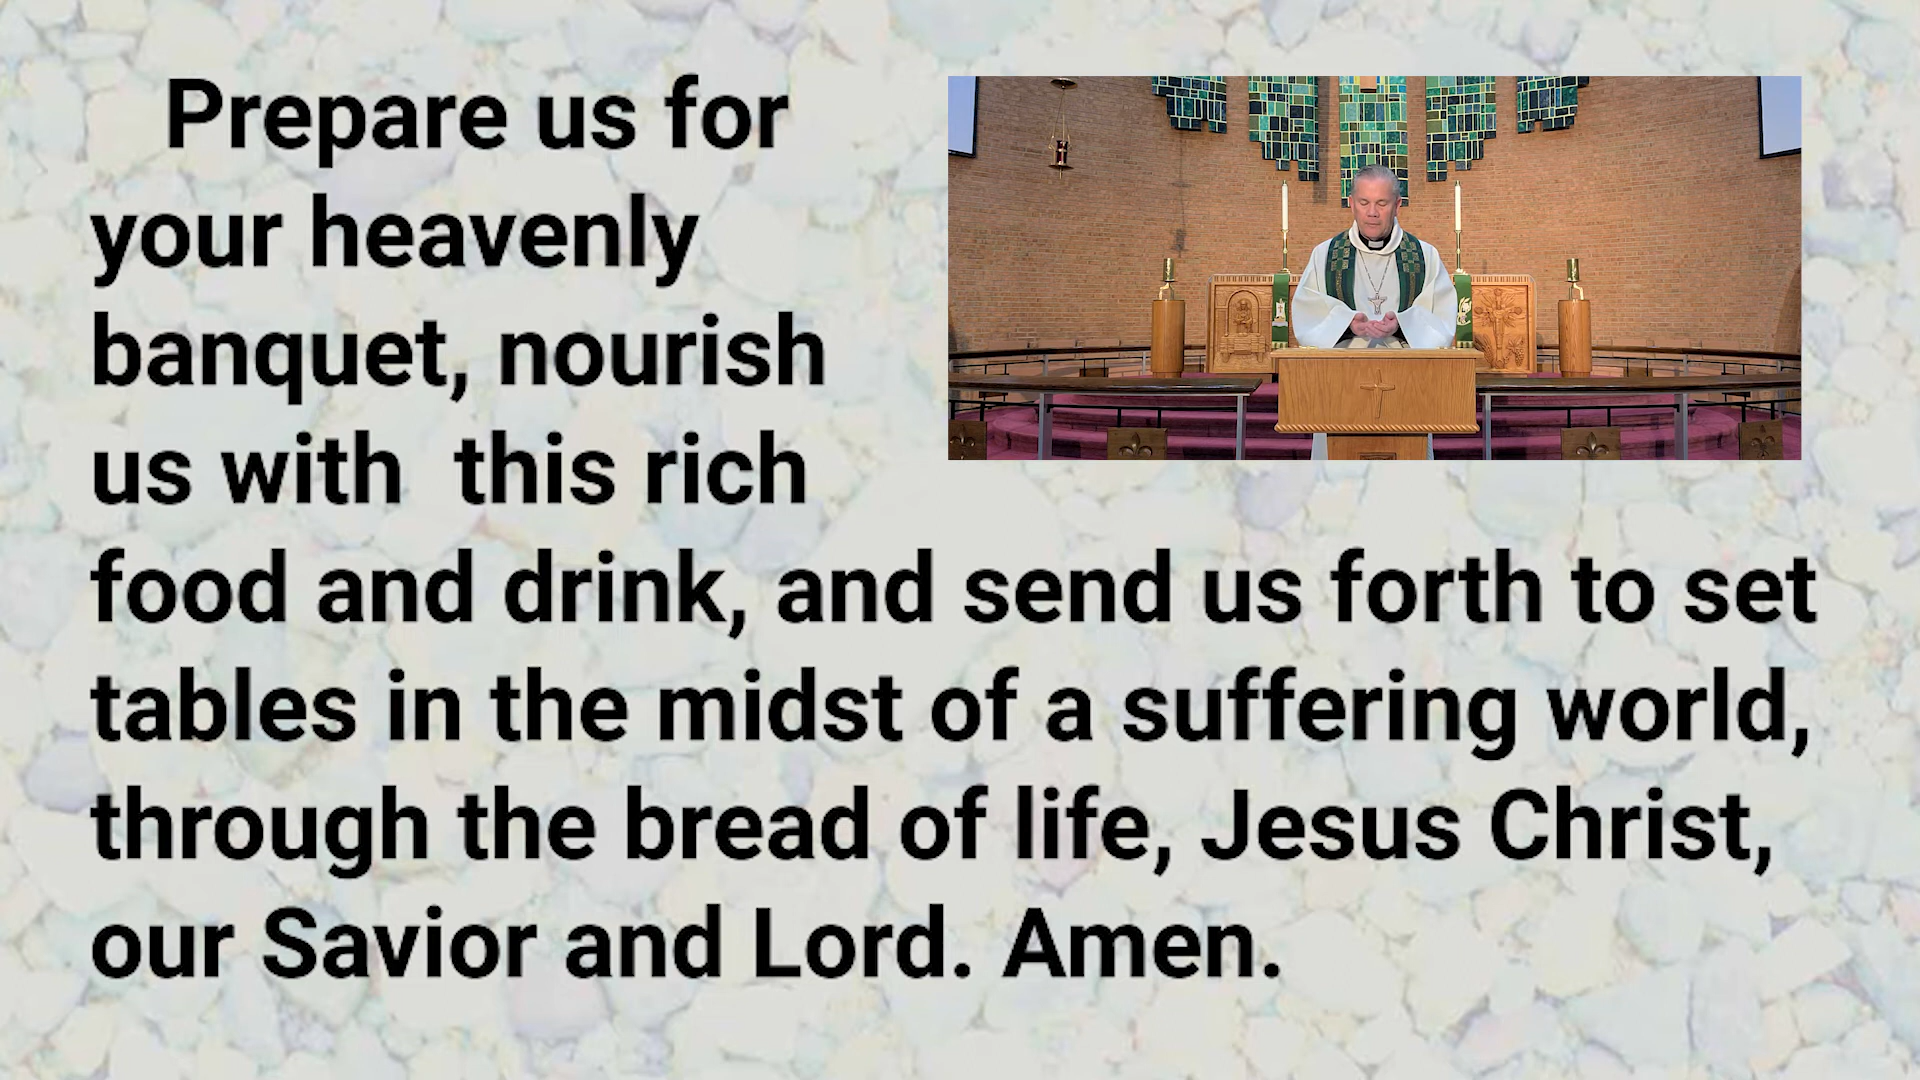 Prepare us for
your heavenly
banquet, nourish
us with  this rich
food and drink, and send us forth to set
tables in the midst of a suffering world,
through the bread of life, Jesus Christ,
our Savior and Lord. Amen.